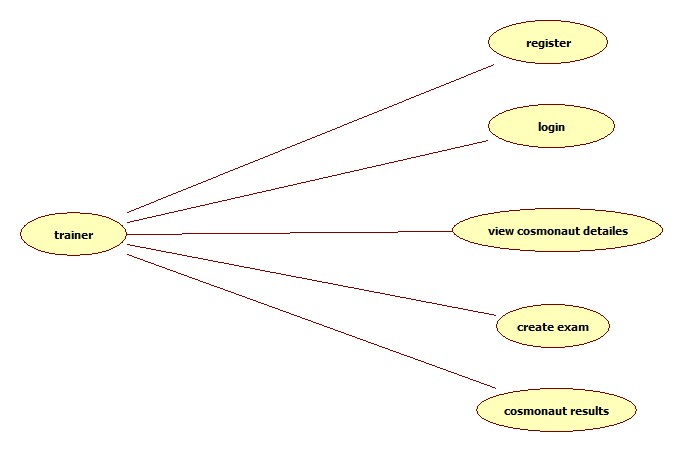 register
login
trainer
view cosmonaut detailes
create exam
cosmonaut results